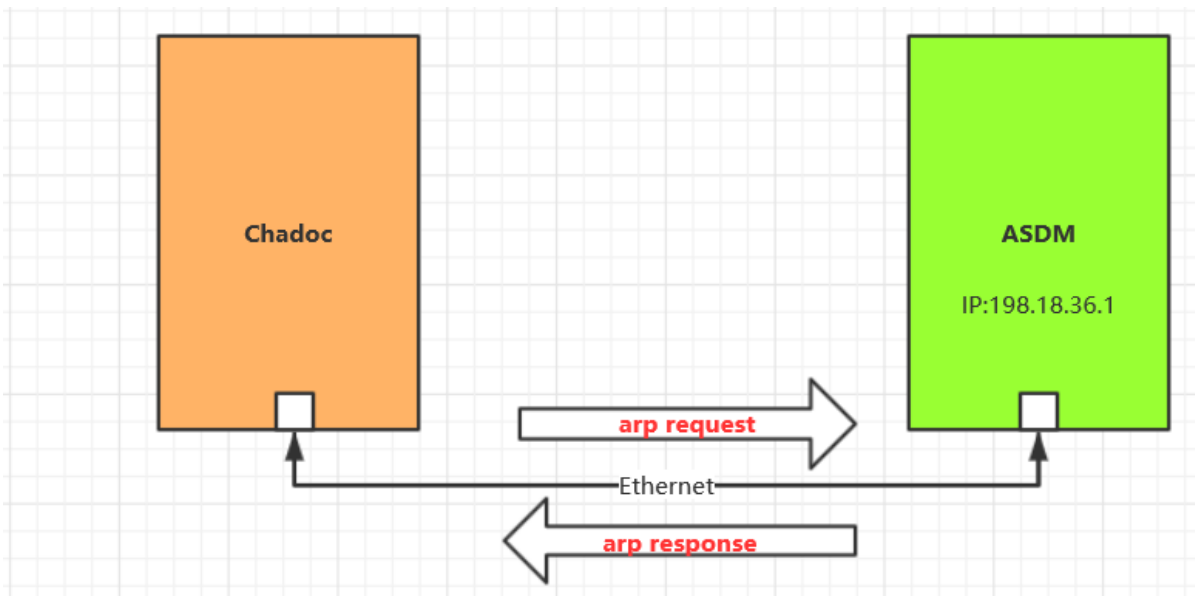 Chadoc
ASDM
IP:198.18.36.1
arp request
Ethernet
arp response